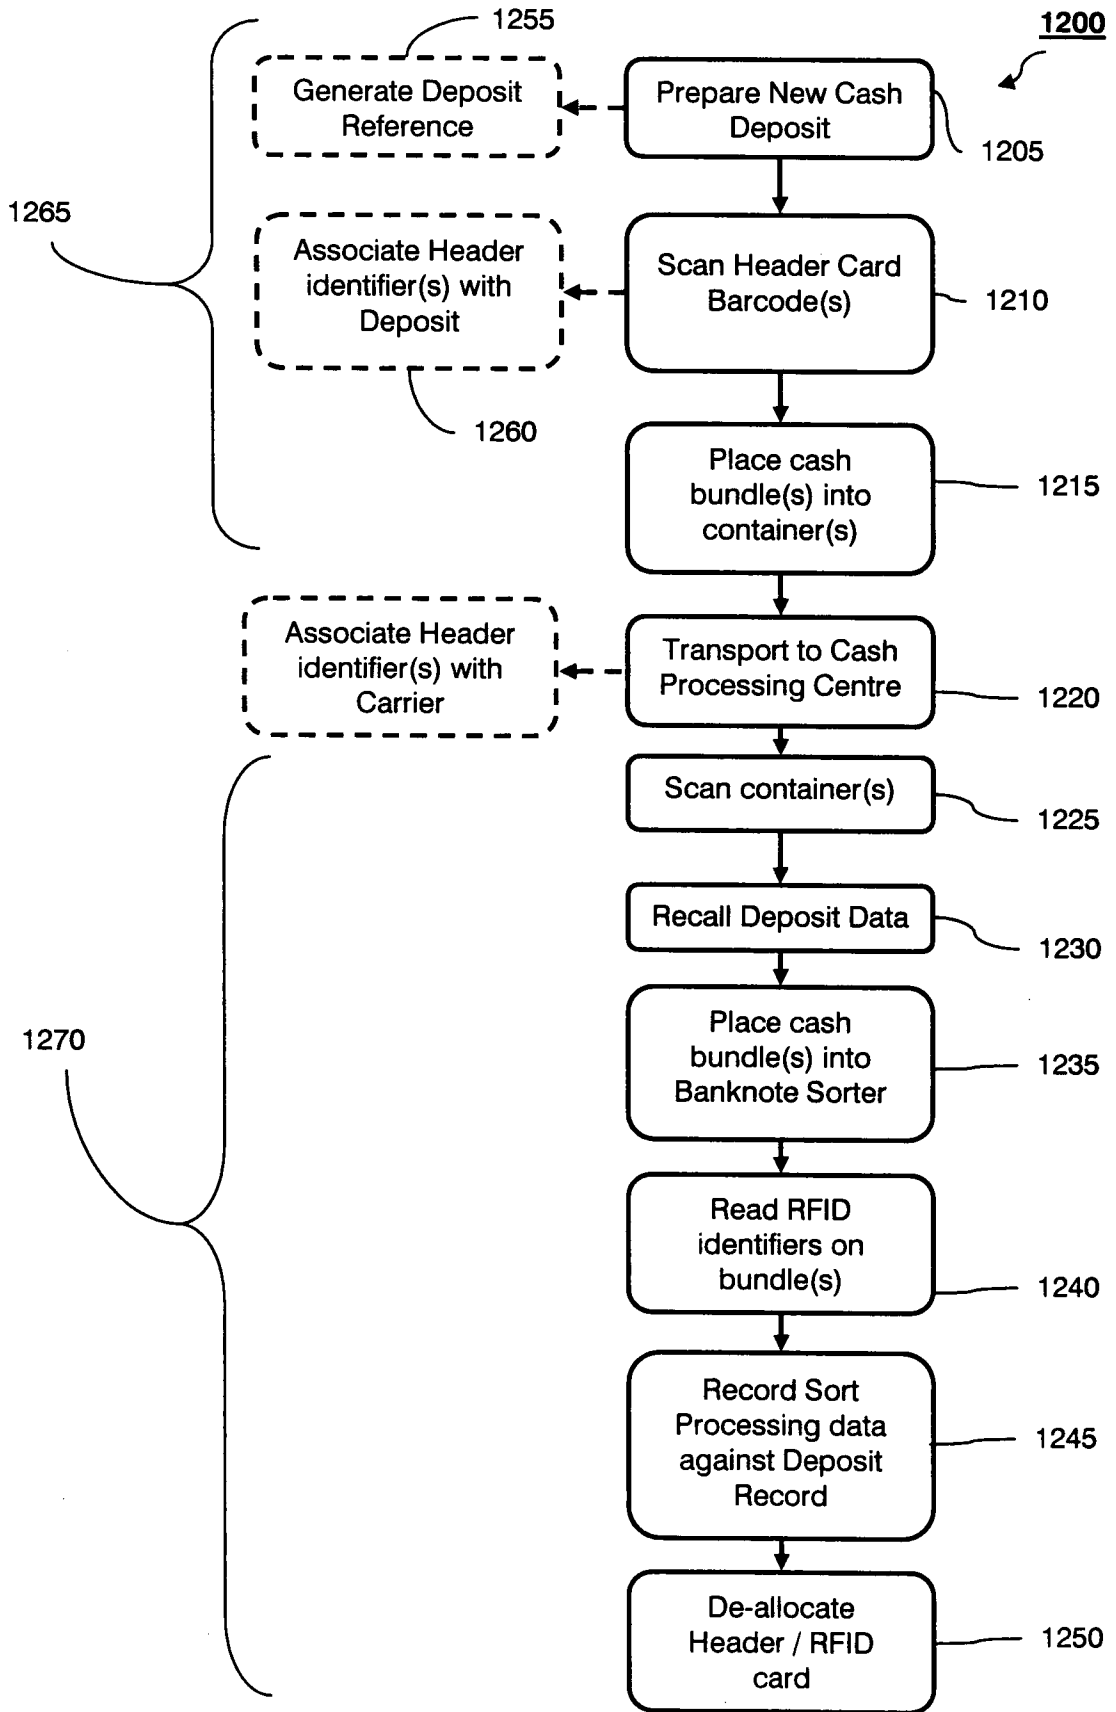 1200
1255
Generate Deposit
Reference
Prepare New Cash
Deposit
1205
1265
Associate Header
identifier(s) with
Deposit
Scan Header Card
Barcode(s)
1210
1260
Place cash
bundle(s) into
container(s)
1215
Associate Header
identifier(s) with
Carrier
Transport to Cash
Processing Centre
1220
Scan container(s)
1225
Recall Deposit Data
1230
1270
Place cash
bundle(s) into
Banknote Sorter
1235
Read RFID
identifiers on
bundle(s)
1240
Record Sort
Processing data
against Deposit
Record
1245
De-allocate
Header / RFID
card
1250